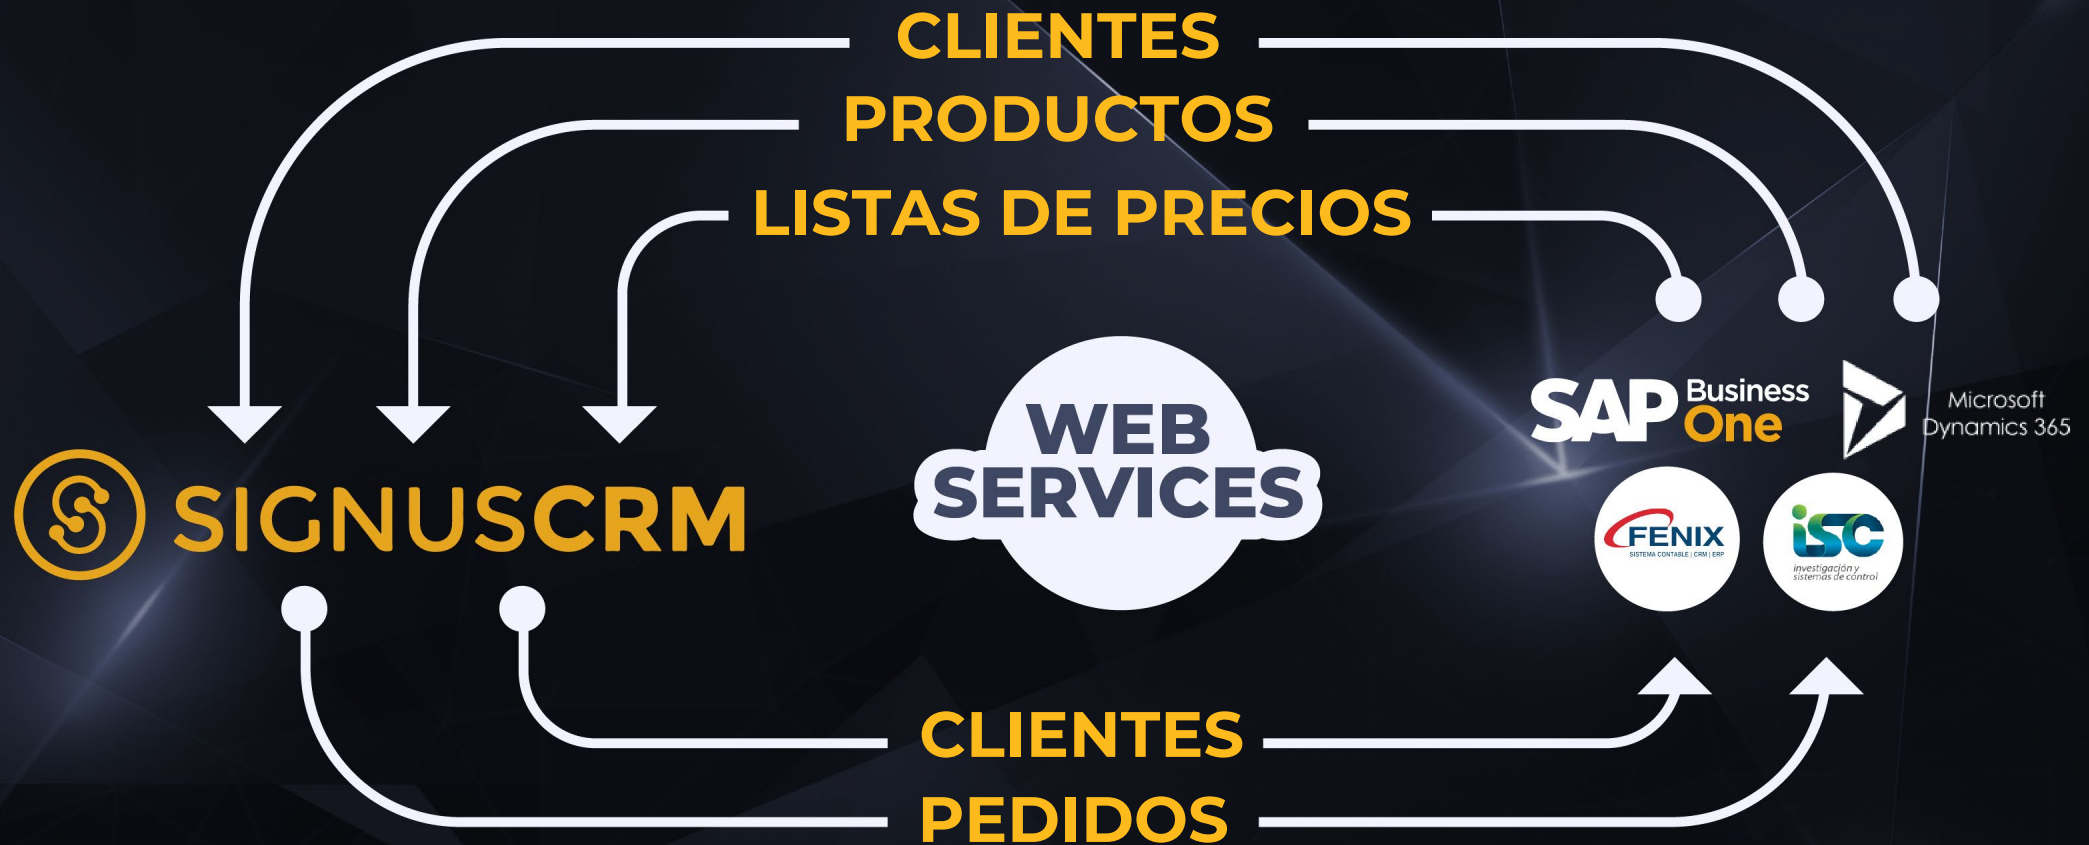 CLIENTES
PRODUCTOS
LISTAS DE PRECIOS
WEB
SERVICES
SIGNUSCRM
SAP Business
One
Microsoft
Dynamics 365
FENIX
SISTEMA CONTABLE | CRM | ERP
isc
investigación y
sistemas de control
CLIENTES
PEDIDOS